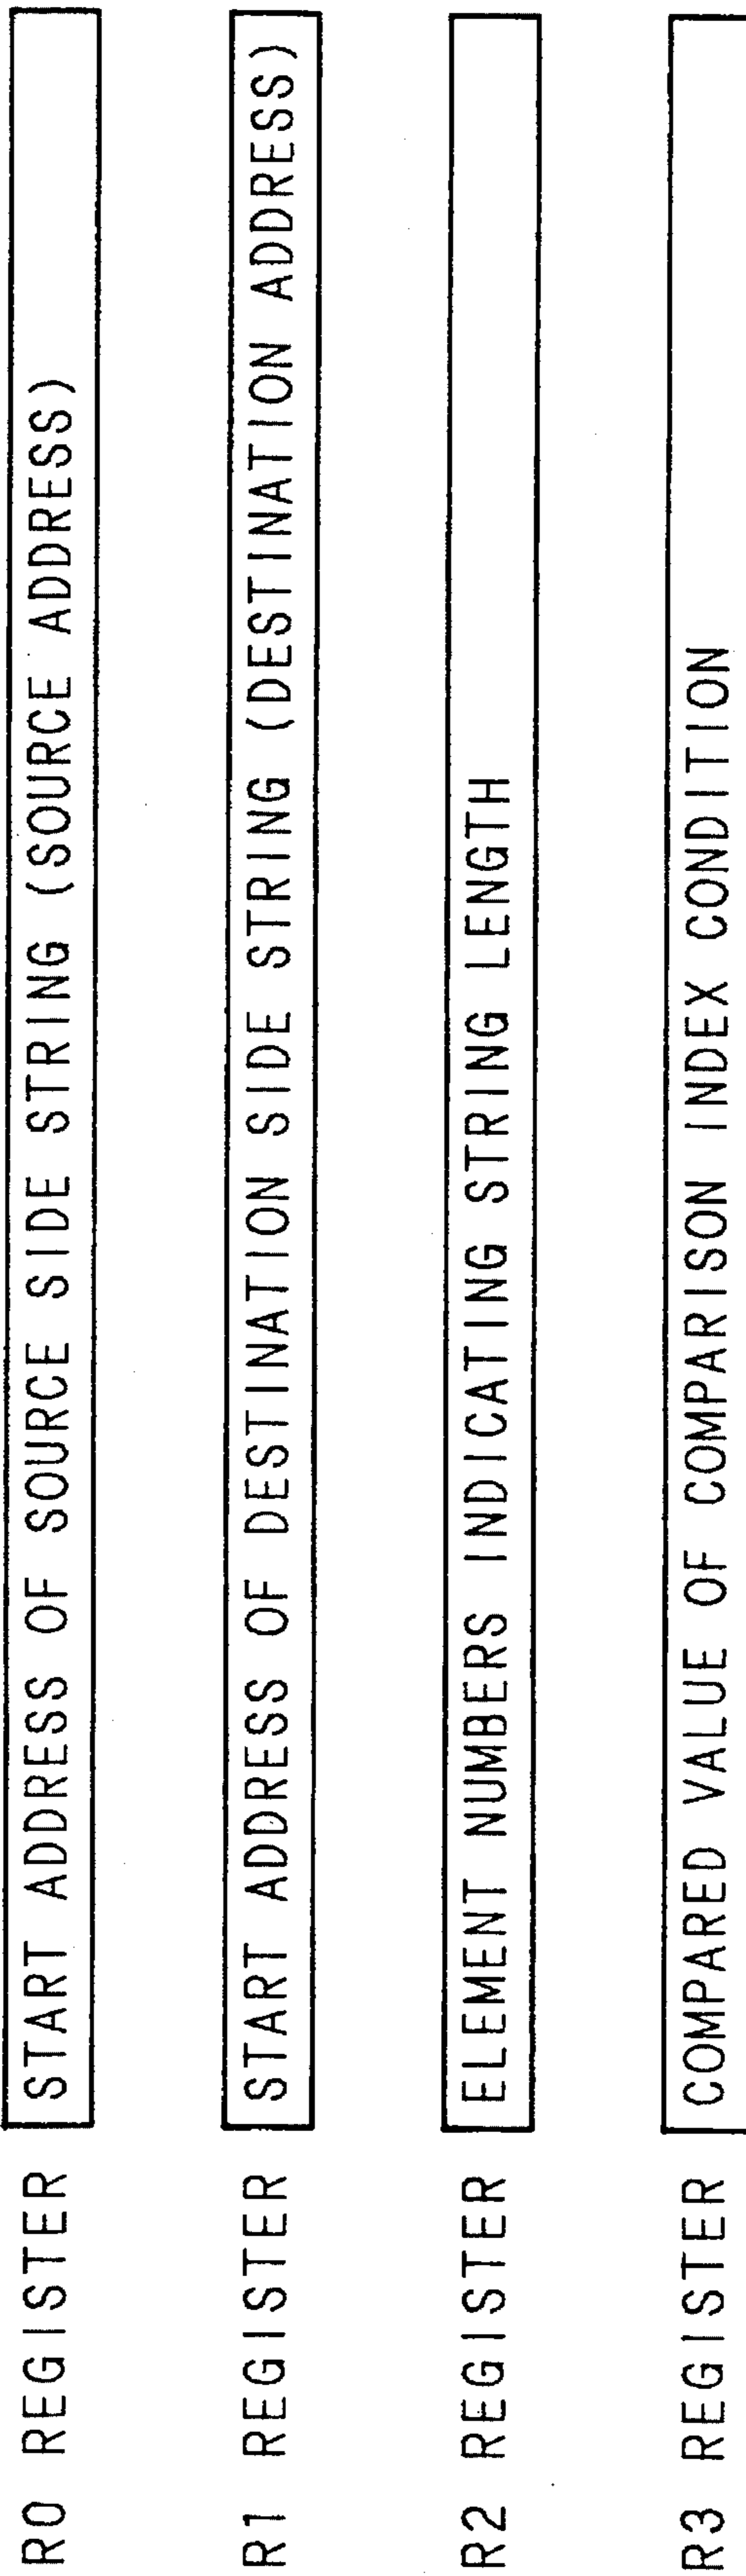 R0 REGISTER START ADDRESS OF SOURCE SIDE STRING (SOURCE ADDRESS)
R1 REGISTER START ADDRESS OF DESTINATION SIDE STRING (DESTINATION ADDRESS)
R2 REGISTER ELEMENT NUMBERS INDICATING STRING LENGTH
R3 REGISTER COMPARED VALUE OF COMPARISON INDEX CONDITION